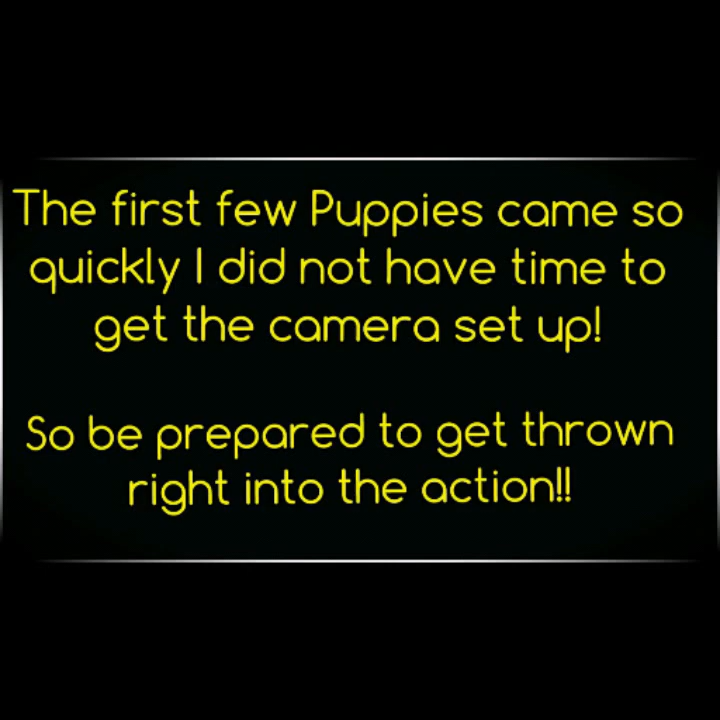 The first few Puppies came so
quickly I did not have time to
get the camera set up!
So be prepared to get thrown
right into the action!!